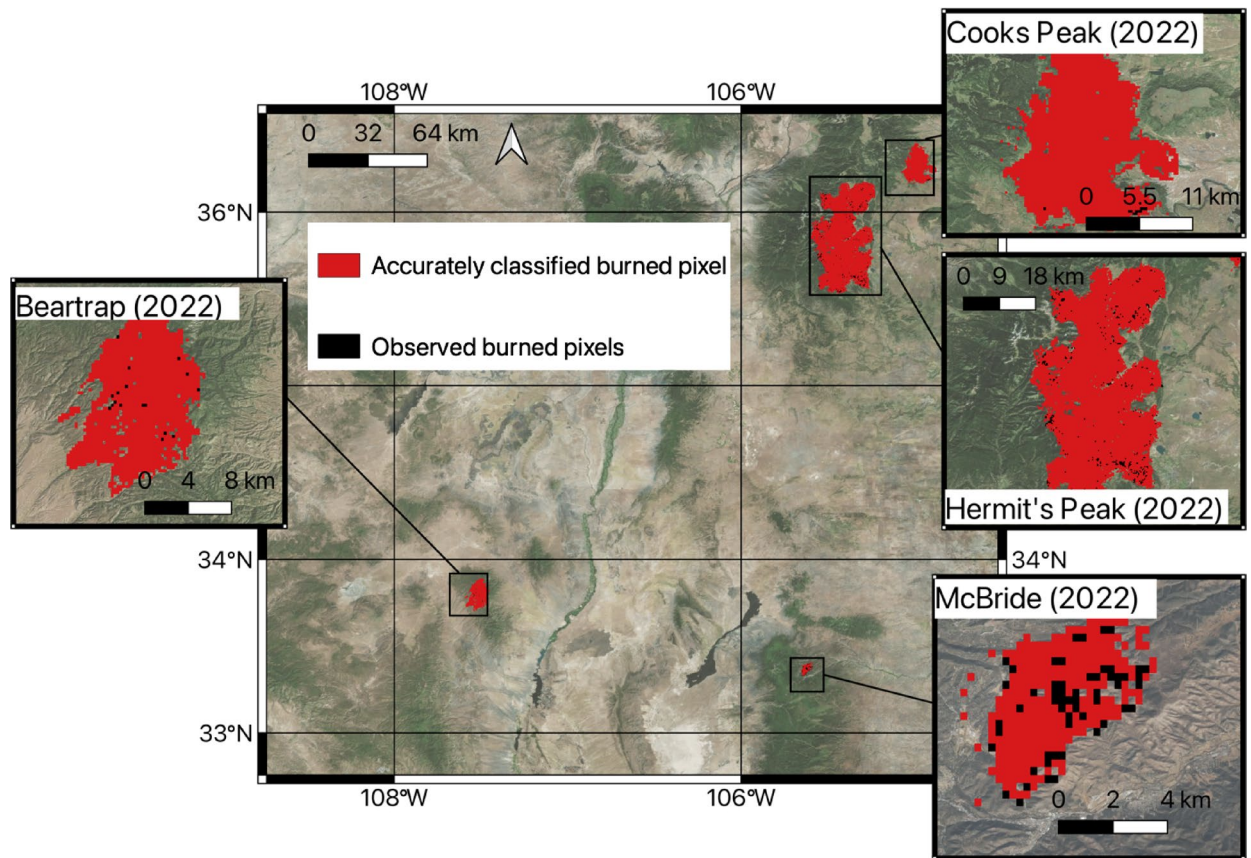 Cooks Peak (2022)
0 5.5 11 km
108°W 106°W
0 32 64 km
36°N
Accurately classified burned pixel
Observed burned pixels
Beartrap (2022)
0 4 8 km
0 9 18 km
Hermit's Peak (2022)
34°N 34°N
McBride (2022)
33°N
0 2 4 km
108°W 106°W